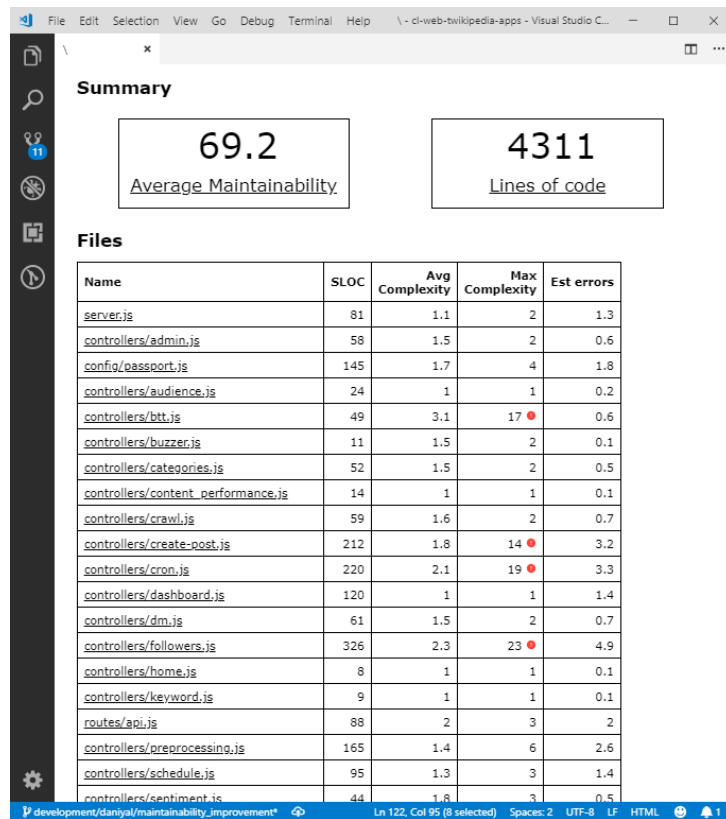 File Edit Selection View Go Debug Terminal Help \ - cl-web-twikipedia-apps - Visual Studio C...
\ ×
11
Summary
69.2 4311
Average Maintainability Lines of code
Files
Name SLOC Avg Complexity Max Complexity Est errors
server.js 81 1.1 2 1.3
controllers/admin.js 58 1.5 2 0.6
config/passport.js 145 1.7 4 1.8
controllers/audience.js 24 1 1 0.2
controllers/btt.js 49 3.1 17 0.6
controllers/buzzer.js 11 1.5 2 0.1
controllers/categories.js 52 1.5 2 0.5
controllers/content_performance.js 14 1 1 0.1
controllers/crawl.js 59 1.6 2 0.7
controllers/create-post.js 212 1.8 14 3.2
controllers/cron.js 220 2.1 19 3.3
controllers/dashboard.js 120 1 1 1.4
controllers/dm.js 61 1.5 2 0.7
controllers/followers.js 326 2.3 23 4.9
controllers/home.js 8 1 1 0.1
controllers/keyword.js 9 1 1 0.1
routes/api.js 88 2 3 2
controllers/preprocessing.js 165 1.4 6 2.6
controllers/schedule.js 95 1.3 3 1.4
controllers/sentiment.js 44 1.8 3 0.5
development/daniyal/maintainability_improvement* Ln 122, Col 95 (8 selected) Spaces: 2 UTF-8 LF HTML 1